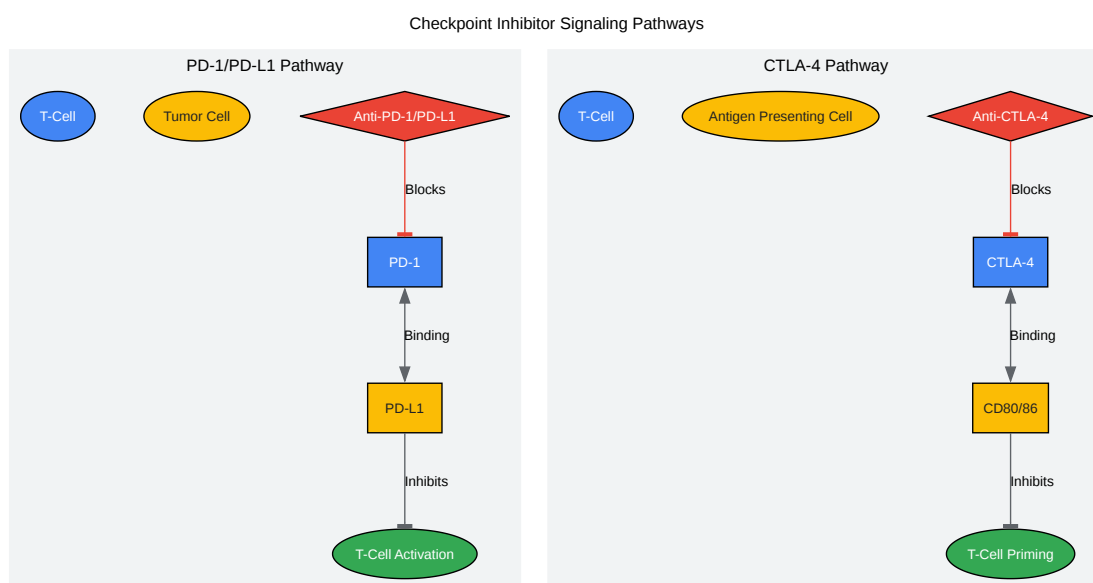 Checkpoint Inhibitor Signaling Pathways
PD-1/PD-L1 Pathway
T-Cell
Tumor Cell
Anti-PD-1/PD-L1
Blocks
PD-1
Binding
PD-L1
Inhibits
T-Cell Activation
CTLA-4 Pathway
T-Cell
Antigen Presenting Cell
Anti-CTLA-4
Blocks
CTLA-4
Binding
CD80/86
Inhibits
T-Cell Priming